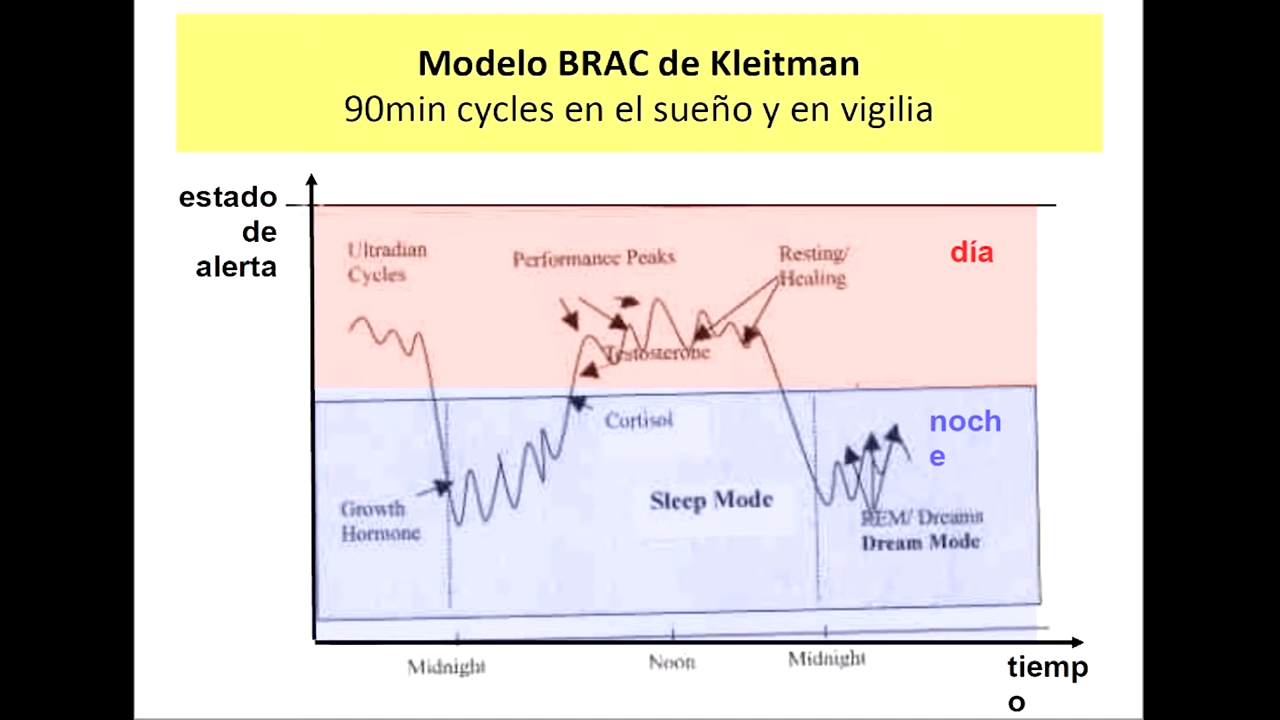 Modelo BRAC de Kleitman
90min cycles en el sueño y en vigilia
estado
de
alerta
Ultradian
Cycles
Performance Peaks
Resting/
Healing
día
Testosterone
Cortisol
noch
e
Growth
Hormone
Sleep Mode
REM/ Dreams
Dream Mode
Midnight
Noon
Midnight
tiemp
o